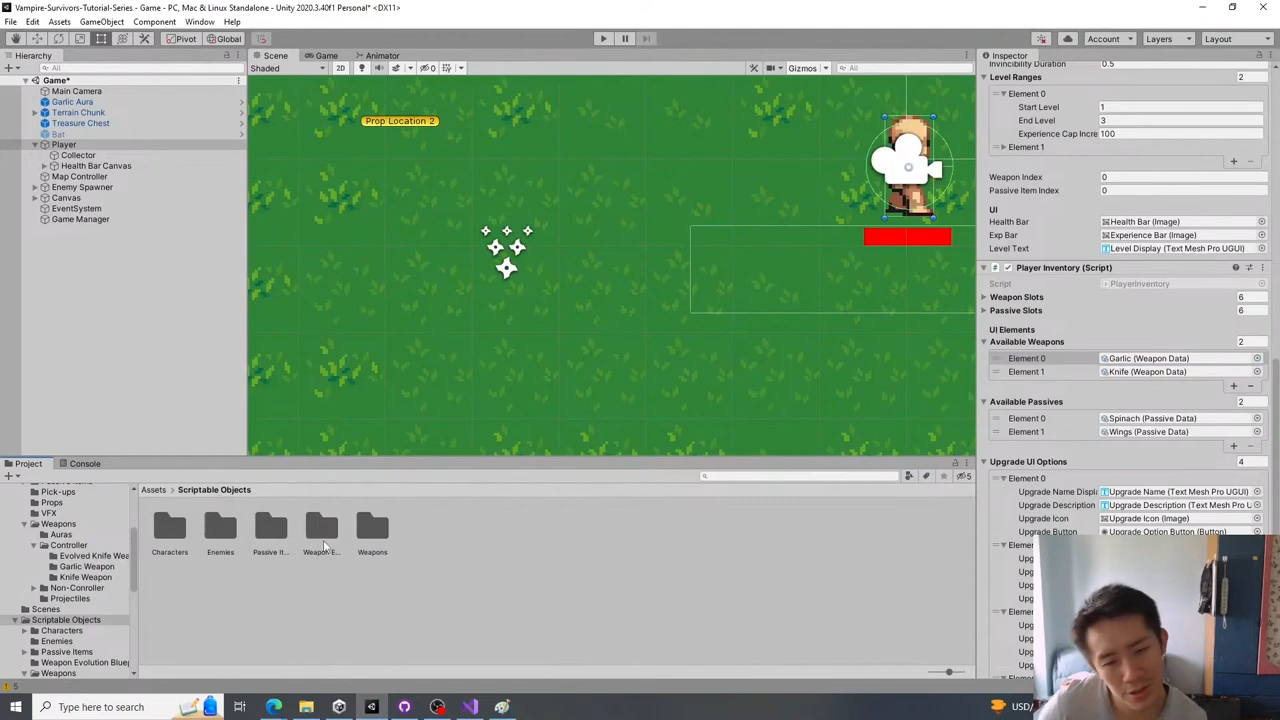 Vampire-Survivors-Tutorial-Series - Game - PC, Mac & Linux Standalone - Unity 2020.3.40f1 Personal* <DX11>
File Edit Assets GameObject Component Window Help
Pivot Global Account Layers Layout
Hierarchy Scene Game Animator Inspector
All Shaded 2D 0 Gizmos All
Game*
Main Camera
Garlic Aura
Terrain Chunk
Treasure Chest
Bat
Player
Collector
Health Bar Canvas
Map Controller
Enemy Spawner
Canvas
EventSystem
Game Manager
Prop Location 2
Invincibility Duration 0.5
Level Ranges 2
Element 0
Start Level 1
End Level 3
Experience Cap Incre 100
Element 1
Weapon Index 0
Passive Item Index 0
UI
Health Bar Health Bar (Image)
Exp Bar Experience Bar (Image)
Level Text Level Display (Text Mesh Pro UGUI)
# Player Inventory (Script)
Script PlayerInventory
Weapon Slots 6
Passive Slots 6
UI Elements
Available Weapons 2
Element 0 Garlic (Weapon Data)
Element 1 Knife (Weapon Data)
Available Passives 2
Element 0 Spinach (Passive Data)
Element 1 Wings (Passive Data)
Upgrade UI Options 4
Element 0
Upgrade Name Displa Upgrade Name (Text Mesh Pro UGUI)
Upgrade Description Upgrade Description (Text Mesh Pro U
Upgrade Icon Upgrade Icon (Image)
Upgrade Button Upgrade Option Button (Button)
Project Console
5
Pick-ups
Props
VFX
Weapons
Auras
Controller
Evolved Knife Wea
Garlic Weapon
Knife Weapon
Non-Conroller
Projectiles
Scenes
Scriptable Objects
Characters
Enemies
Passive Items
Weapon Evolution Bluep
Weapons
Assets Scriptable Objects
Characters Enemies Passive It... Weapon E... Weapons
5
Type here to search
USD/